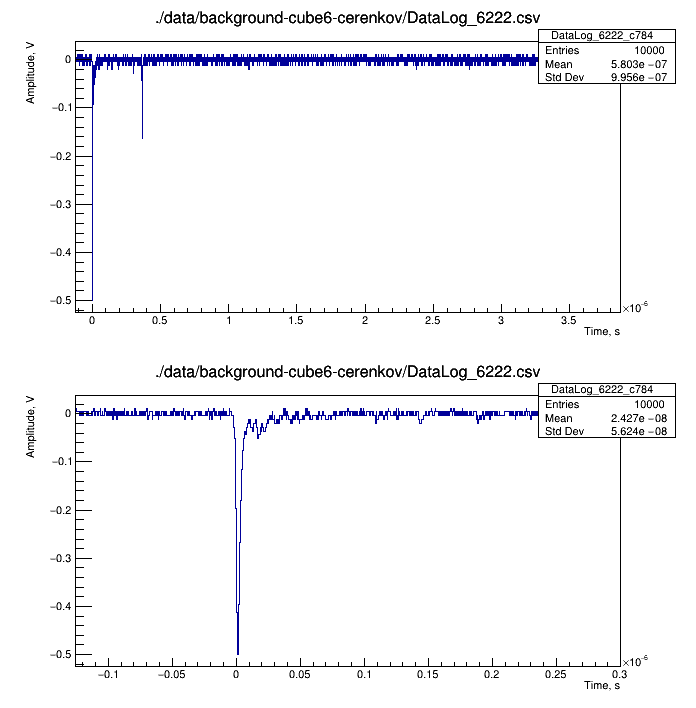 ./data/background-cube6-cerenkov/DataLog_6222.csv
DataLog_6222_c784
Entries 10000
Mean 5.803e −07
Std Dev 9.956e −07
Amplitude, V
0
−0.1
−0.2
−0.3
−0.4
−0.5
0 0.5 1 1.5 2 2.5 3 3.5
×10⁻⁶
Time, s
./data/background-cube6-cerenkov/DataLog_6222.csv
DataLog_6222_c784
Entries 10000
Mean 2.427e −08
Std Dev 5.624e −08
Amplitude, V
0
−0.1
−0.2
−0.3
−0.4
−0.5
−0.1 −0.05 0 0.05 0.1 0.15 0.2 0.25 0.3
×10⁻⁶
Time, s